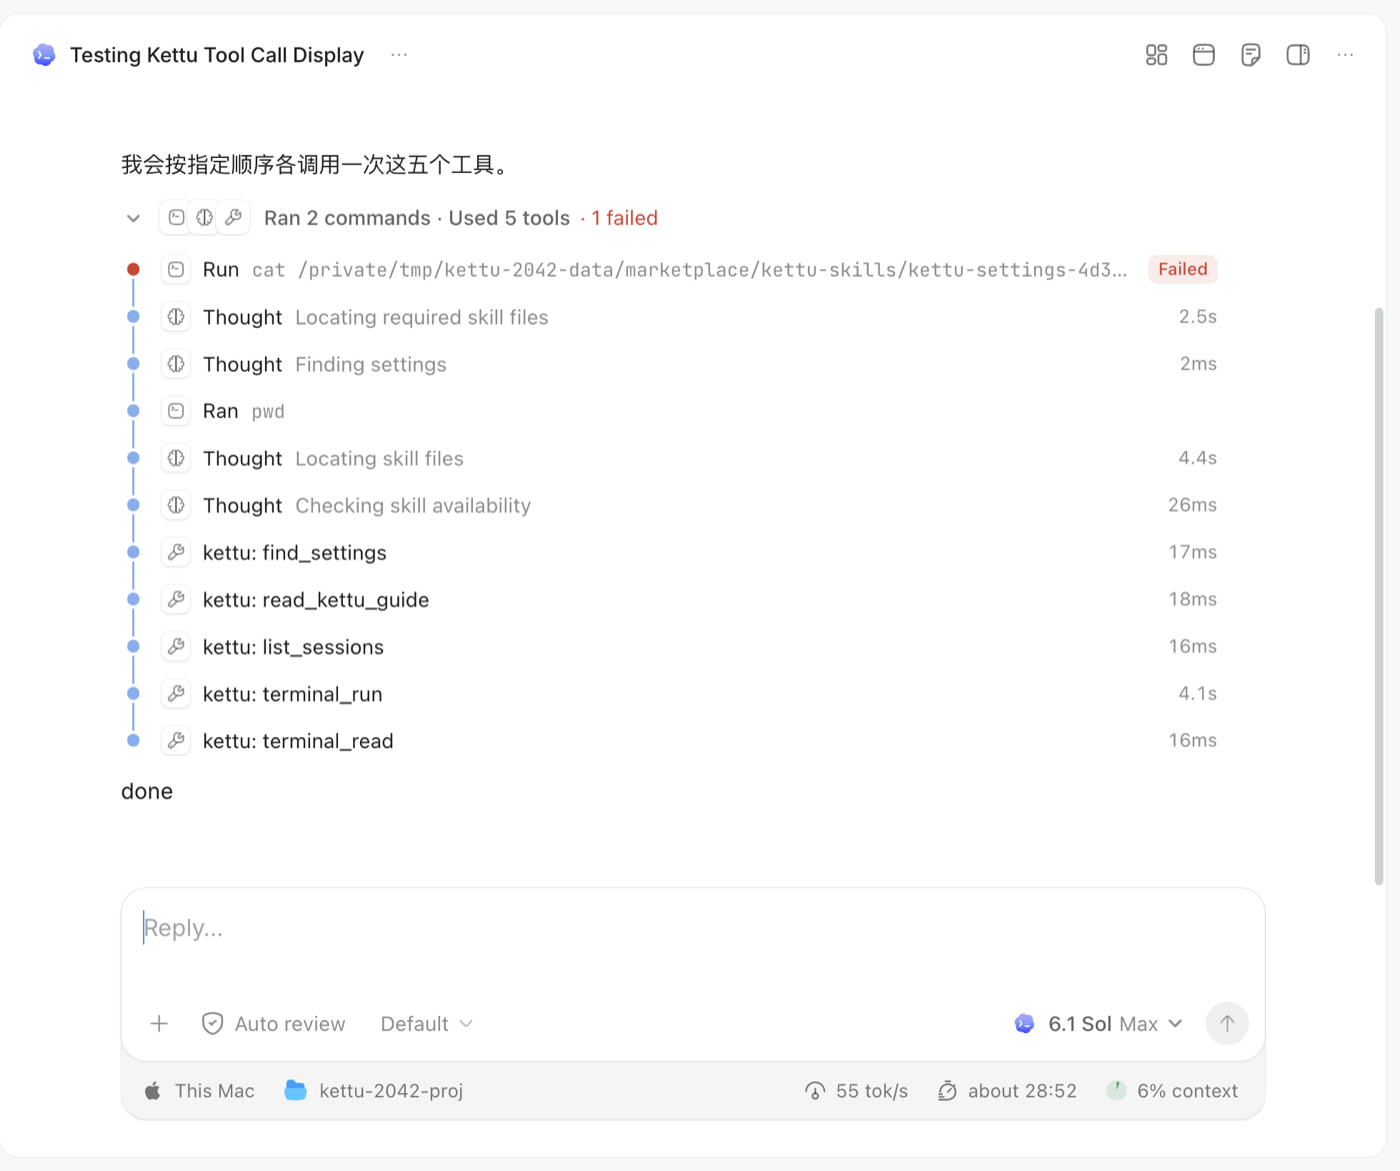 Testing Kettu Tool Call Display
我会按指定顺序各调用一次这五个工具。
Ran 2 commands · Used 5 tools · 1 failed
Run cat /private/tmp/kettu-2042-data/marketplace/kettu-skills/kettu-settings-4d3... Failed
Thought Locating required skill files 2.5s
Thought Finding settings 2ms
Ran pwd
Thought Locating skill files 4.4s
Thought Checking skill availability 26ms
kettu: find_settings 17ms
kettu: read_kettu_guide 18ms
kettu: list_sessions 16ms
kettu: terminal_run 4.1s
kettu: terminal_read 16ms
done
Reply...
Auto review Default 6.1 Sol Max
This Mac kettu-2042-proj 55 tok/s about 28:52 6% context